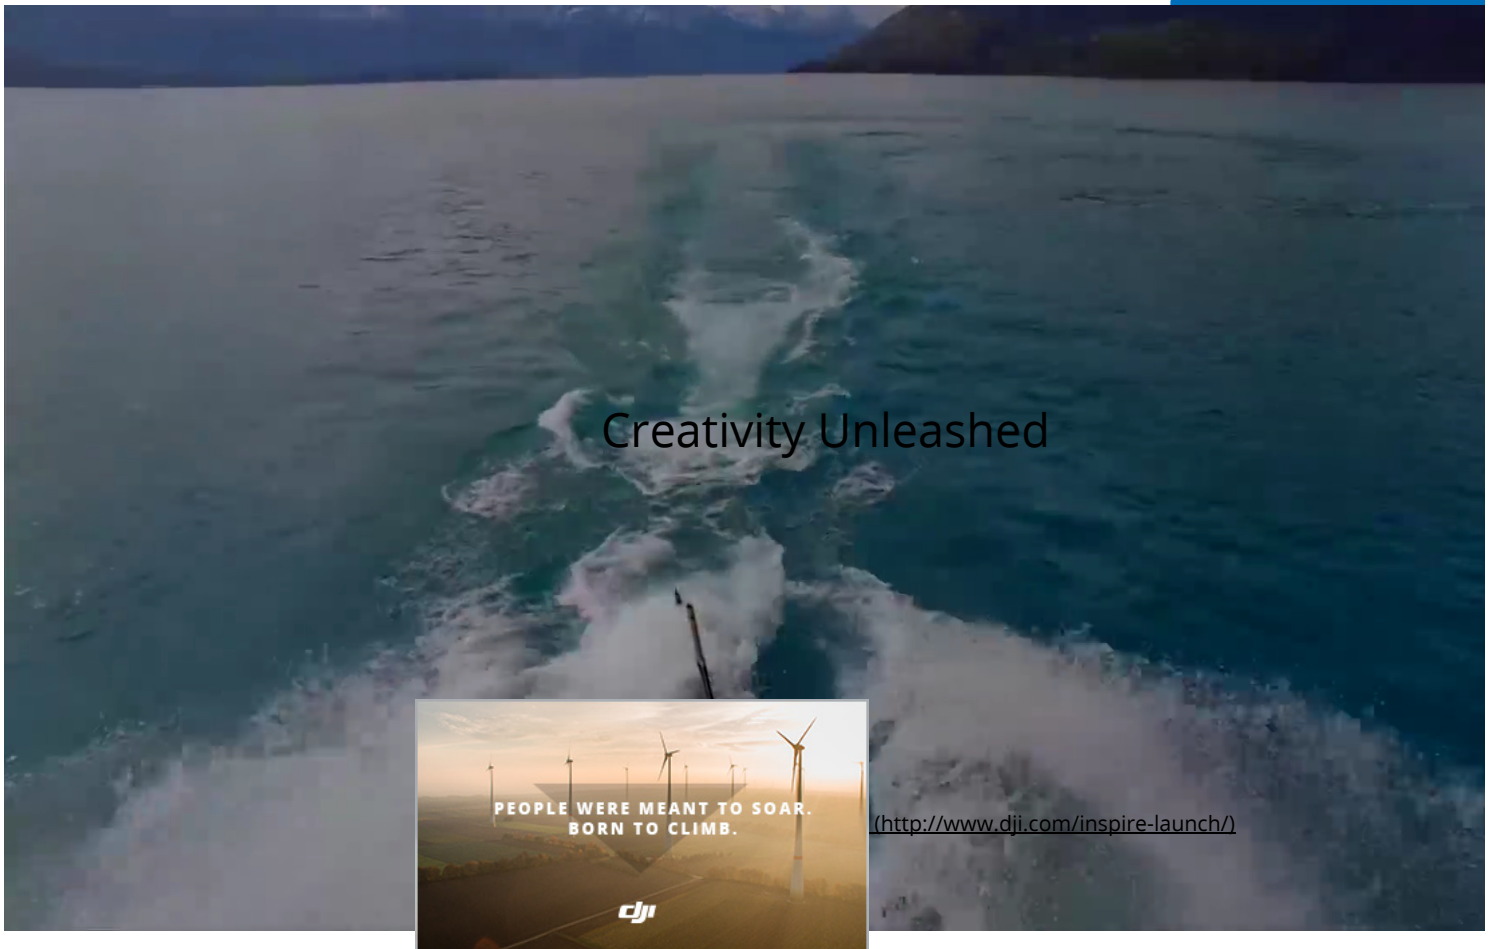 Creativity Unleashed
PEOPLE WERE MEANT TO SOAR.
BORN TO CLIMB.
(http://www.dji.com/inspire-launch/)
dji